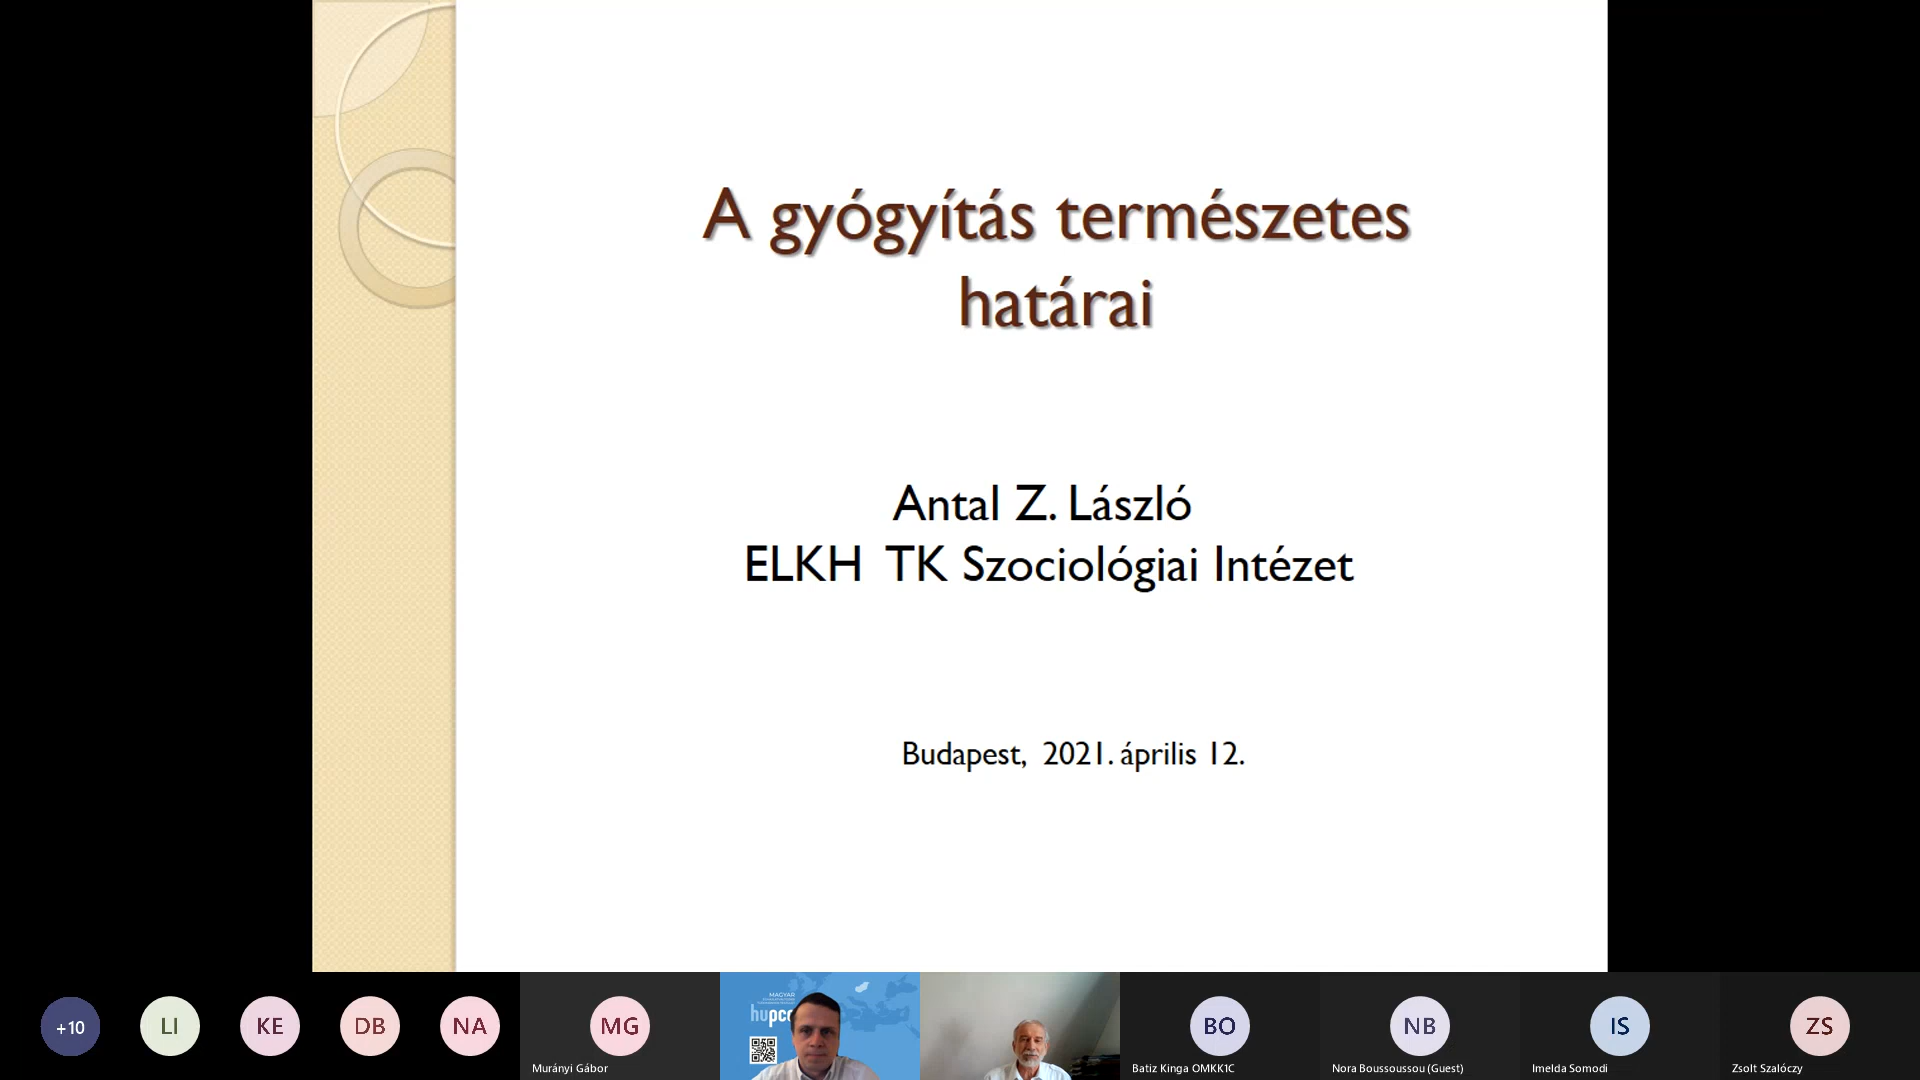 A gyógyítás természetes
határai
Antal Z. László
ELKH TK Szociológiai Intézet
Budapest, 2021. április 12.
+10
LI
KE
DB
NA
MG
Murányi Gábor
MAGYAR
BO
Batiz Kinga OMKK1C
NB
Nora Boussoussou (Guest)
IS
Imelda Somodi
ZS
Zsolt Szalóczy